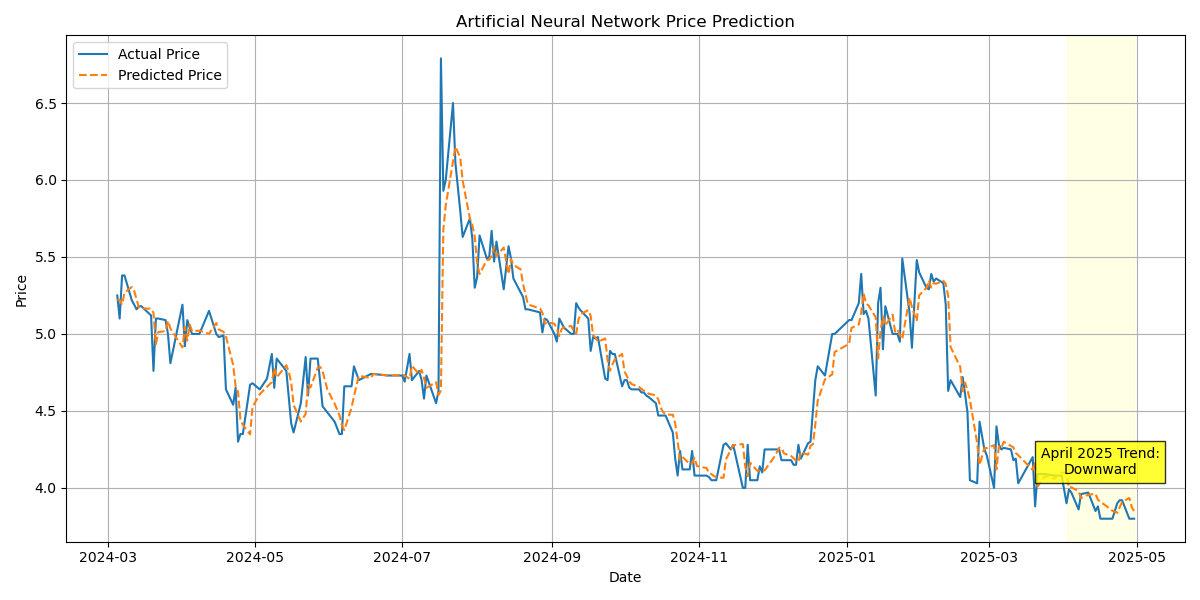 Artificial Neural Network Price Prediction
Actual Price
Predicted Price
6.5
6.0
5.5
5.0
4.5
4.0
Price
April 2025 Trend:
Downward
2024-03 2024-05 2024-07 2024-09 2024-11 2025-01 2025-03 2025-05
Date